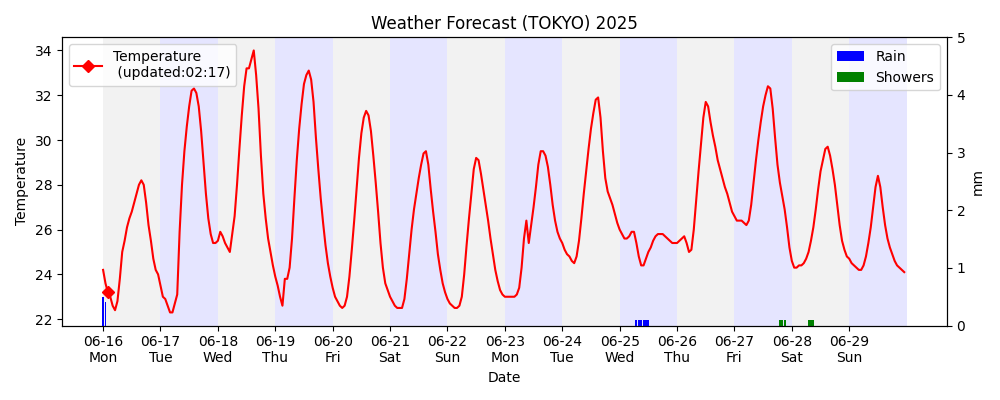 Weather Forecast (TOKYO) 2025
Temperature
(updated:02:17)
Rain
Showers
34
32
30
28
26
24
22
Temperature
5
4
3
2
1
0
mm
06-16 06-17 06-18 06-19 06-20 06-21 06-22 06-23 06-24 06-25 06-26 06-27 06-28 06-29
Mon Tue Wed Thu Fri Sat Sun Mon Tue Wed Thu Fri Sat Sun
Date